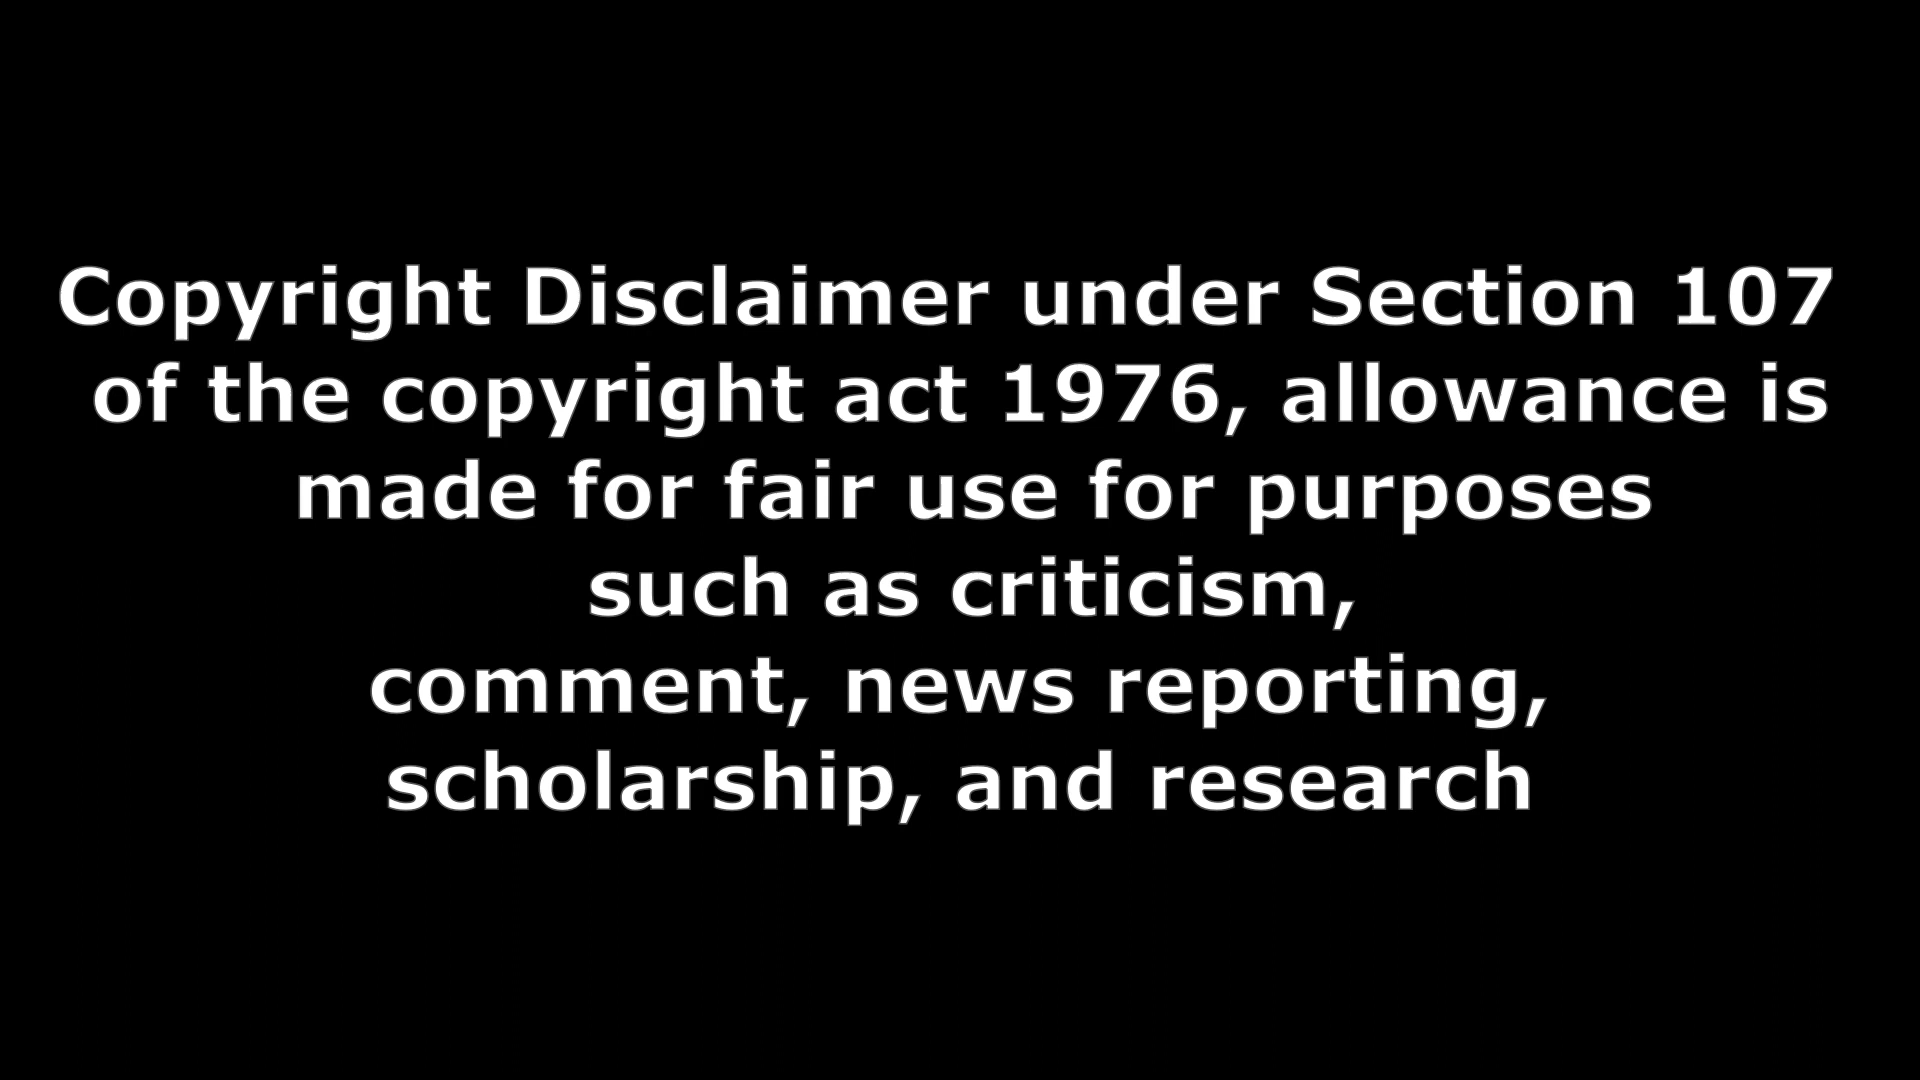 Copyright Disclaimer under Section 107
of the copyright act 1976, allowance is
made for fair use for purposes
such as criticism,
comment, news reporting,
scholarship, and research